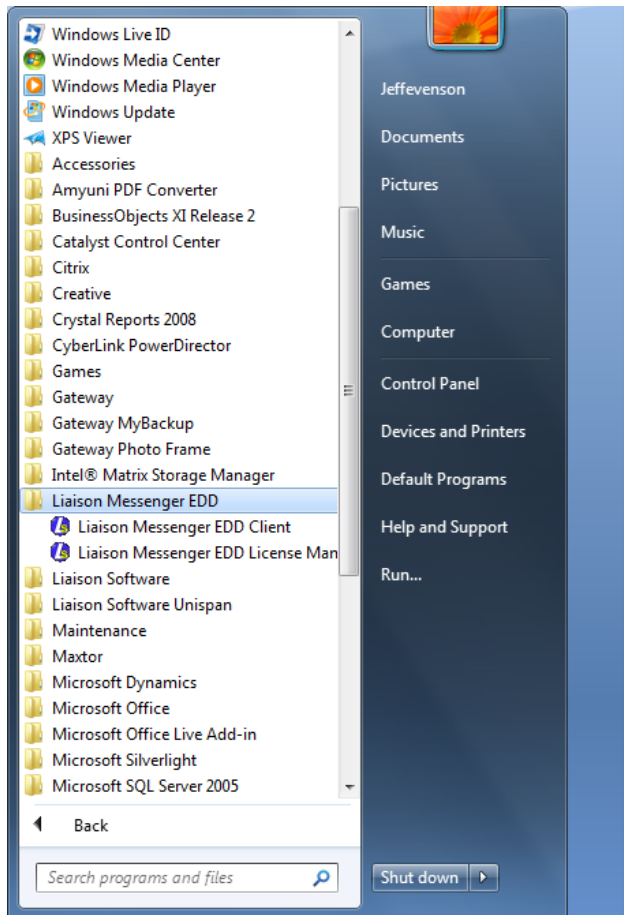 Windows Live ID
Windows Media Center
Windows Media Player
Windows Update
XPS Viewer
Accessories
Amyuni PDF Converter
BusinessObjects XI Release 2
Catalyst Control Center
Citrix
Creative
Crystal Reports 2008
CyberLink PowerDirector
Games
Gateway
Gateway MyBackup
Gateway Photo Frame
Intel® Matrix Storage Manager
Liaison Messenger EDD
Liaison Messenger EDD Client
Liaison Messenger EDD License Man
Liaison Software
Liaison Software Unispan
Maintenance
Maxtor
Microsoft Dynamics
Microsoft Office
Microsoft Office Live Add-in
Microsoft Silverlight
Microsoft SQL Server 2005
Back
Search programs and files
Jeffevenson
Documents
Pictures
Music
Games
Computer
Control Panel
Devices and Printers
Default Programs
Help and Support
Run...
Shut down